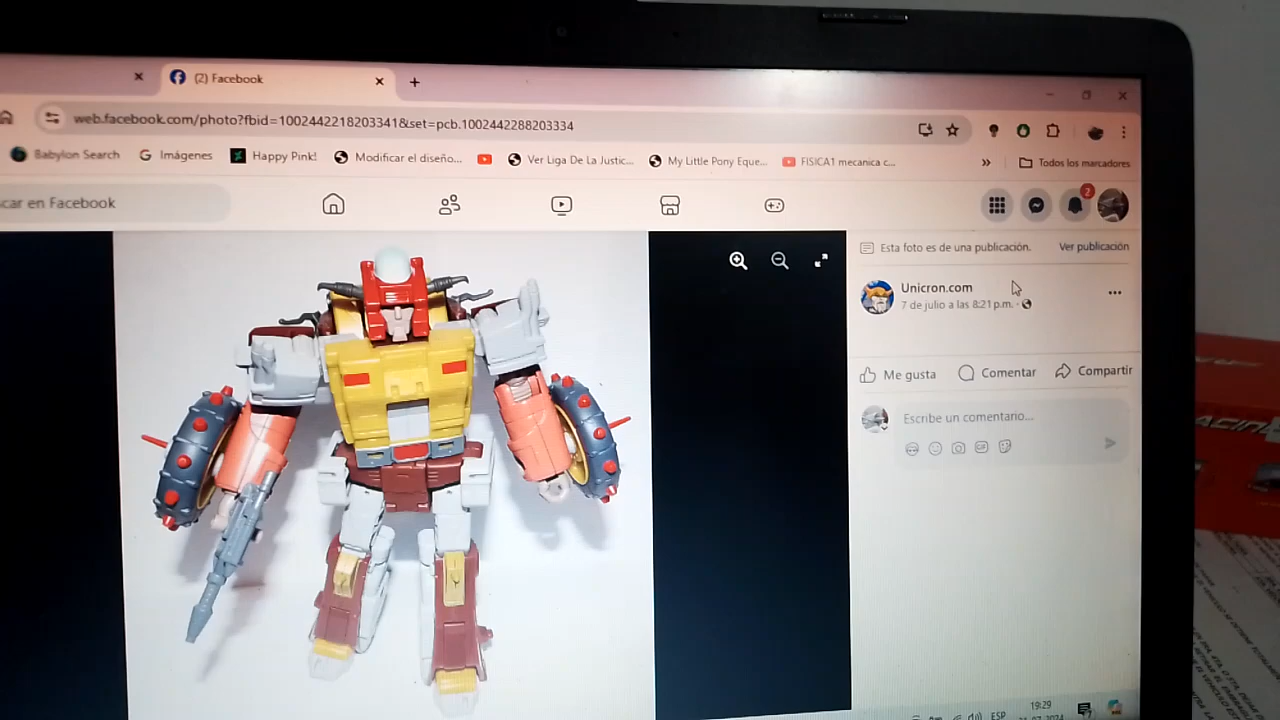 (2) Facebook
web.facebook.com/photo?fbid=1002442218203341&set=pcb.1002442288203334
Babylon Search
Imágenes
Happy Pink!
Modificar el diseño...
Ver Liga De La Justic...
My Little Pony Eque...
FISICA1 mecanica c...
»
Todos los marcadores
car en Facebook
2
Esta foto es de una publicación.
Ver publicación
Unicron.com
7 de julio a las 8:21 p.m. ·
Me gusta
Comentar
Compartir
Escribe un comentario...
GIF
ESP
19:29